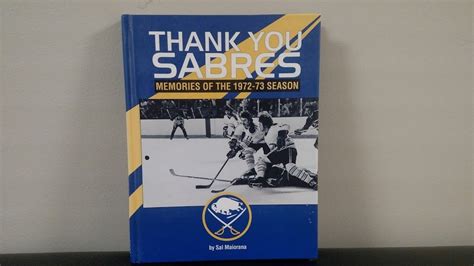 THANK YOU
SABRES
MEMORIES OF THE 1972-73 SEASON
by Sal Maiorana